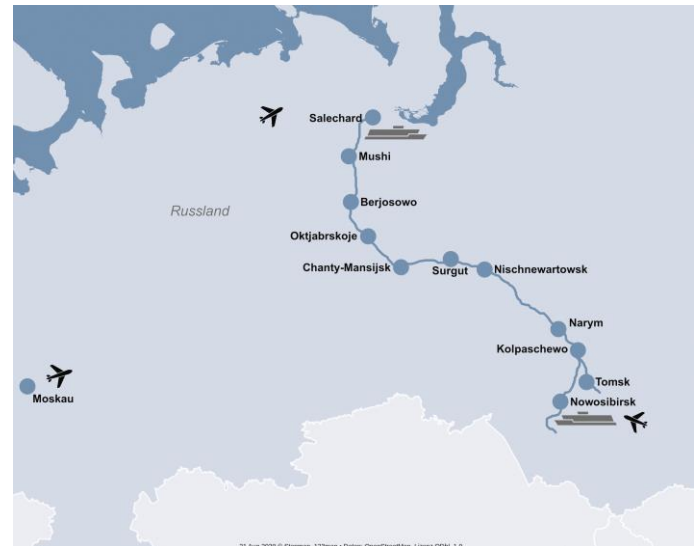 Salechard
Mushi
Russland
Berjosowo
Oktjabrskoje
Chanty-Mansijsk
Surgut
Nischnewartowsk
Narym
Kolpaschewo
Tomsk
Moskau
Nowosibirsk